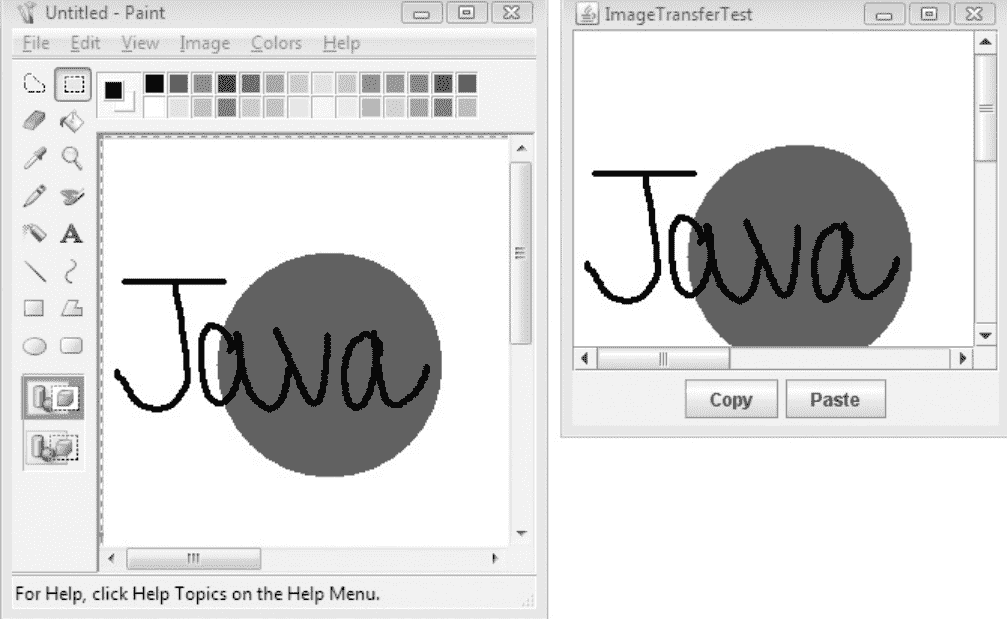 Untitled - Paint
File Edit View Image Colors Help
A
Java
For Help, click Help Topics on the Help Menu.
ImageTransferTest
Java
Copy Paste